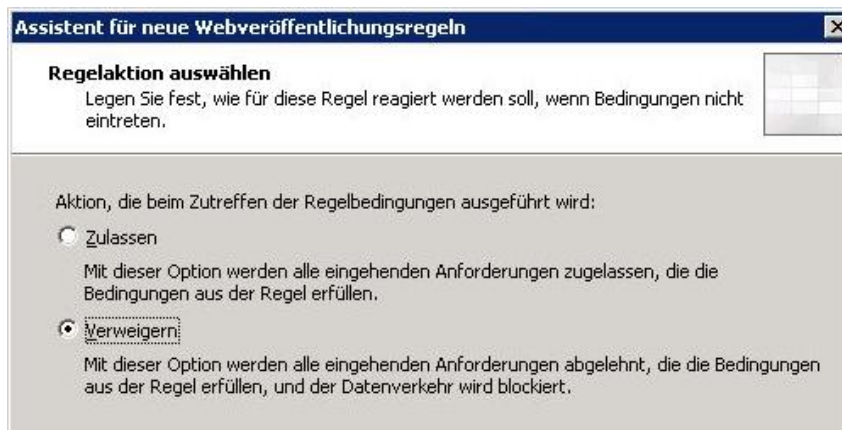 Assistent für neue Webveröffentlichungsregeln
Regelaktion auswählen
Legen Sie fest, wie für diese Regel reagiert werden soll, wenn Bedingungen nicht
eintreten.
Aktion, die beim Zutreffen der Regelbedingungen ausgeführt wird:
Zulassen
Mit dieser Option werden alle eingehenden Anforderungen zugelassen, die die
Bedingungen aus der Regel erfüllen.
Verweigern
Mit dieser Option werden alle eingehenden Anforderungen abgelehnt, die die Bedingungen
aus der Regel erfüllen, und der Datenverkehr wird blockiert.